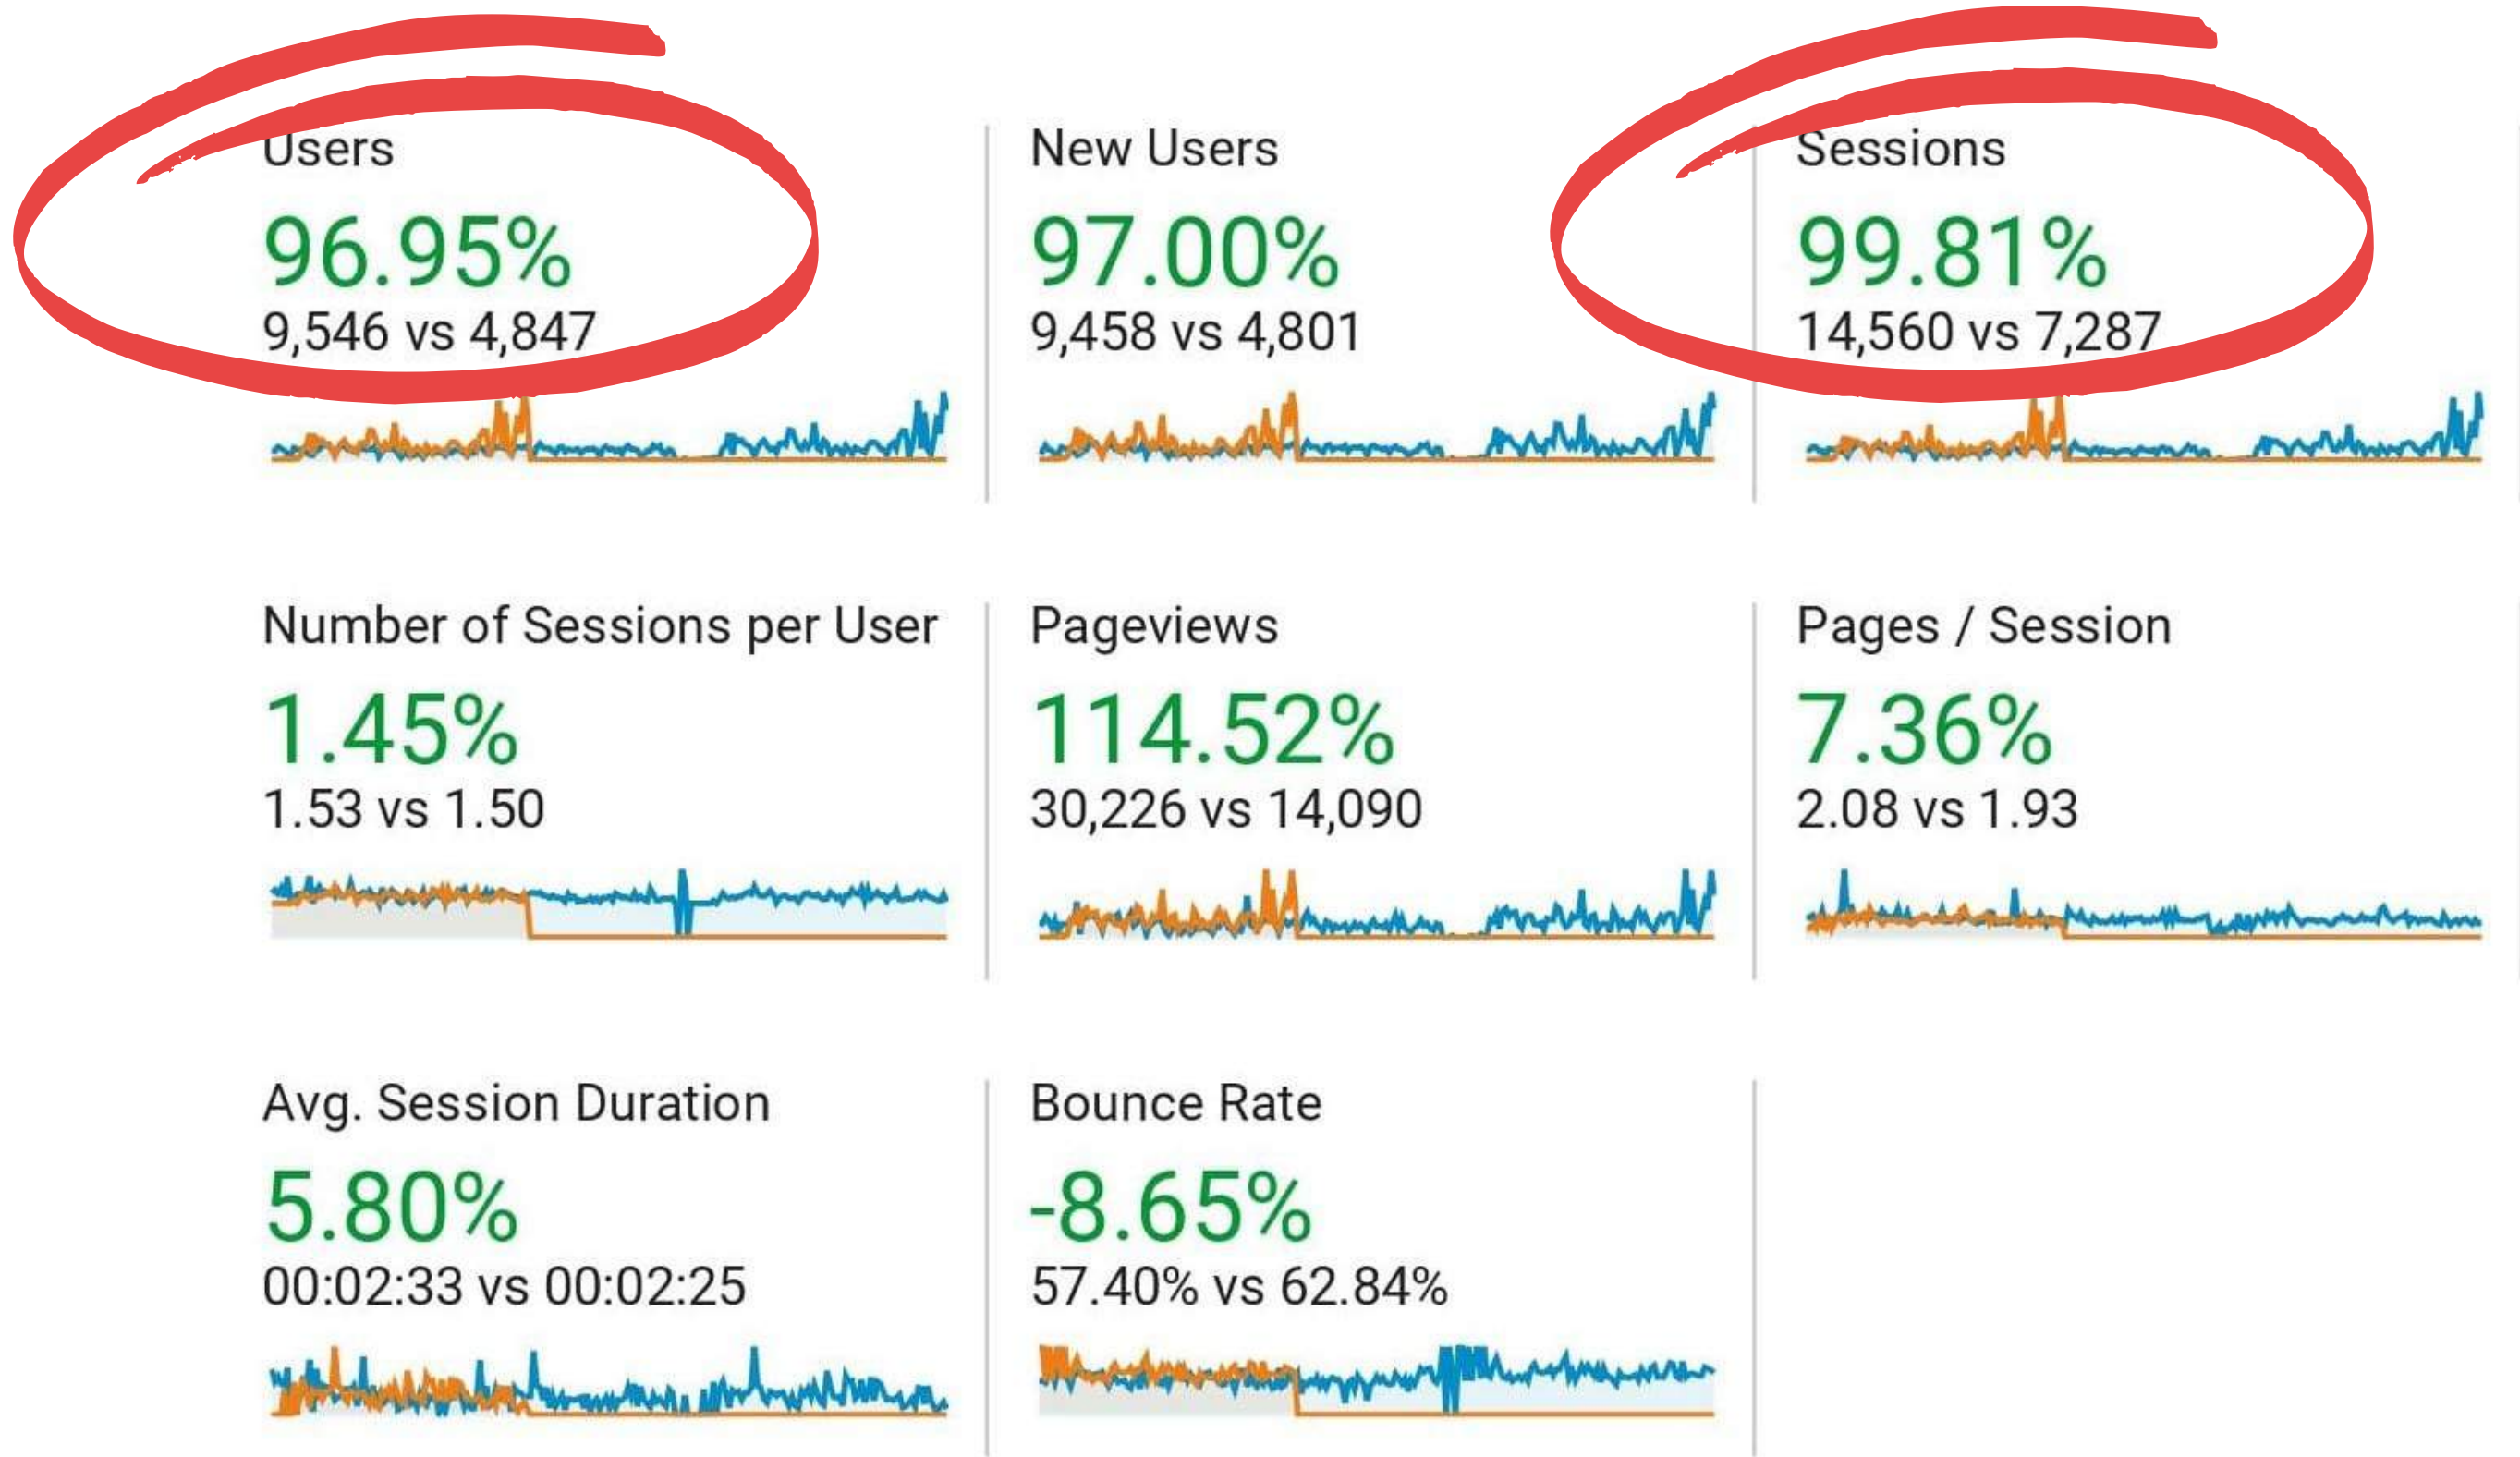 Users
96.95%
9,546 vs 4,847
New Users
97.00%
9,458 vs 4,801
Sessions
99.81%
14,560 vs 7,287
Number of Sessions per User
1.45%
1.53 vs 1.50
Pageviews
114.52%
30,226 vs 14,090
Pages / Session
7.36%
2.08 vs 1.93
Avg. Session Duration
5.80%
00:02:33 vs 00:02:25
Bounce Rate
-8.65%
57.40% vs 62.84%